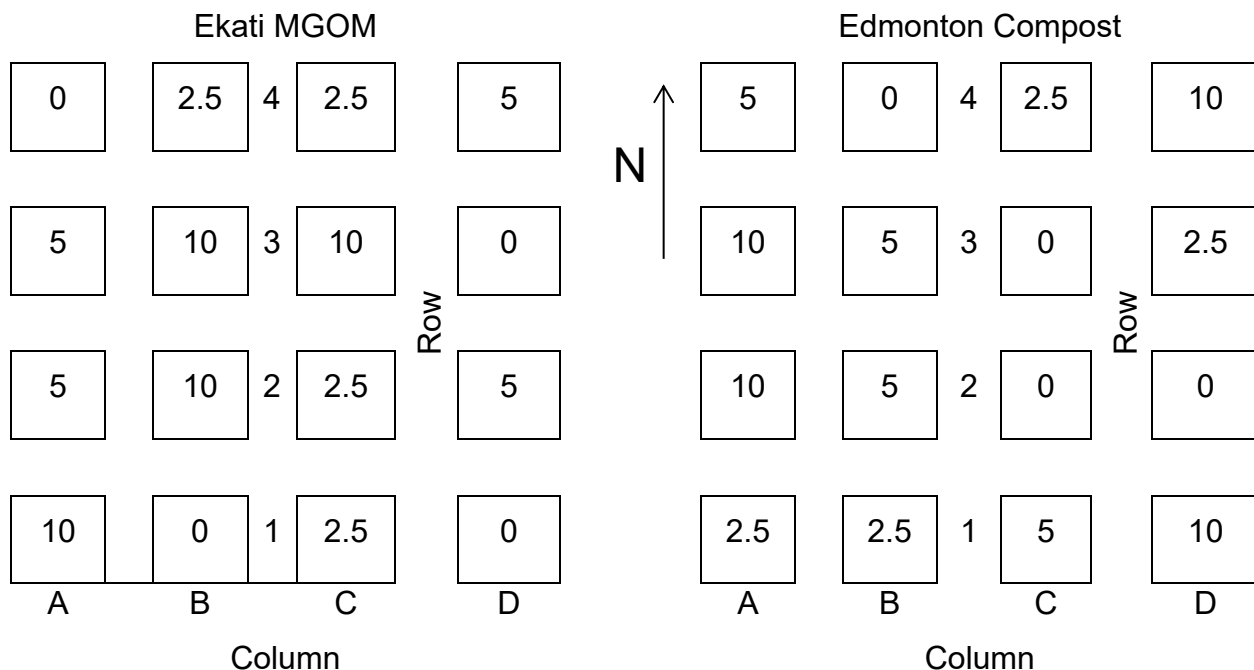 Ekati MGOM Edmonton Compost
0 2.5 4 2.5 5 5 0 4 2.5 10
N
5 10 3 10 0 10 5 3 0 2.5
Row Row
5 10 2 2.5 5 10 5 2 0 0
10 0 1 2.5 0 2.5 2.5 1 5 10
A B C D A B C D
Column Column